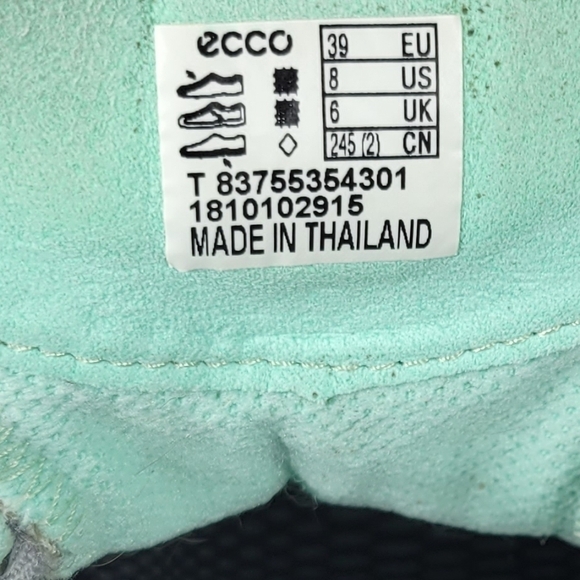 ecco
39 EU
8 US
6 UK
245 (2) CN
T 83755354301
1810102915
MADE IN THAILAND